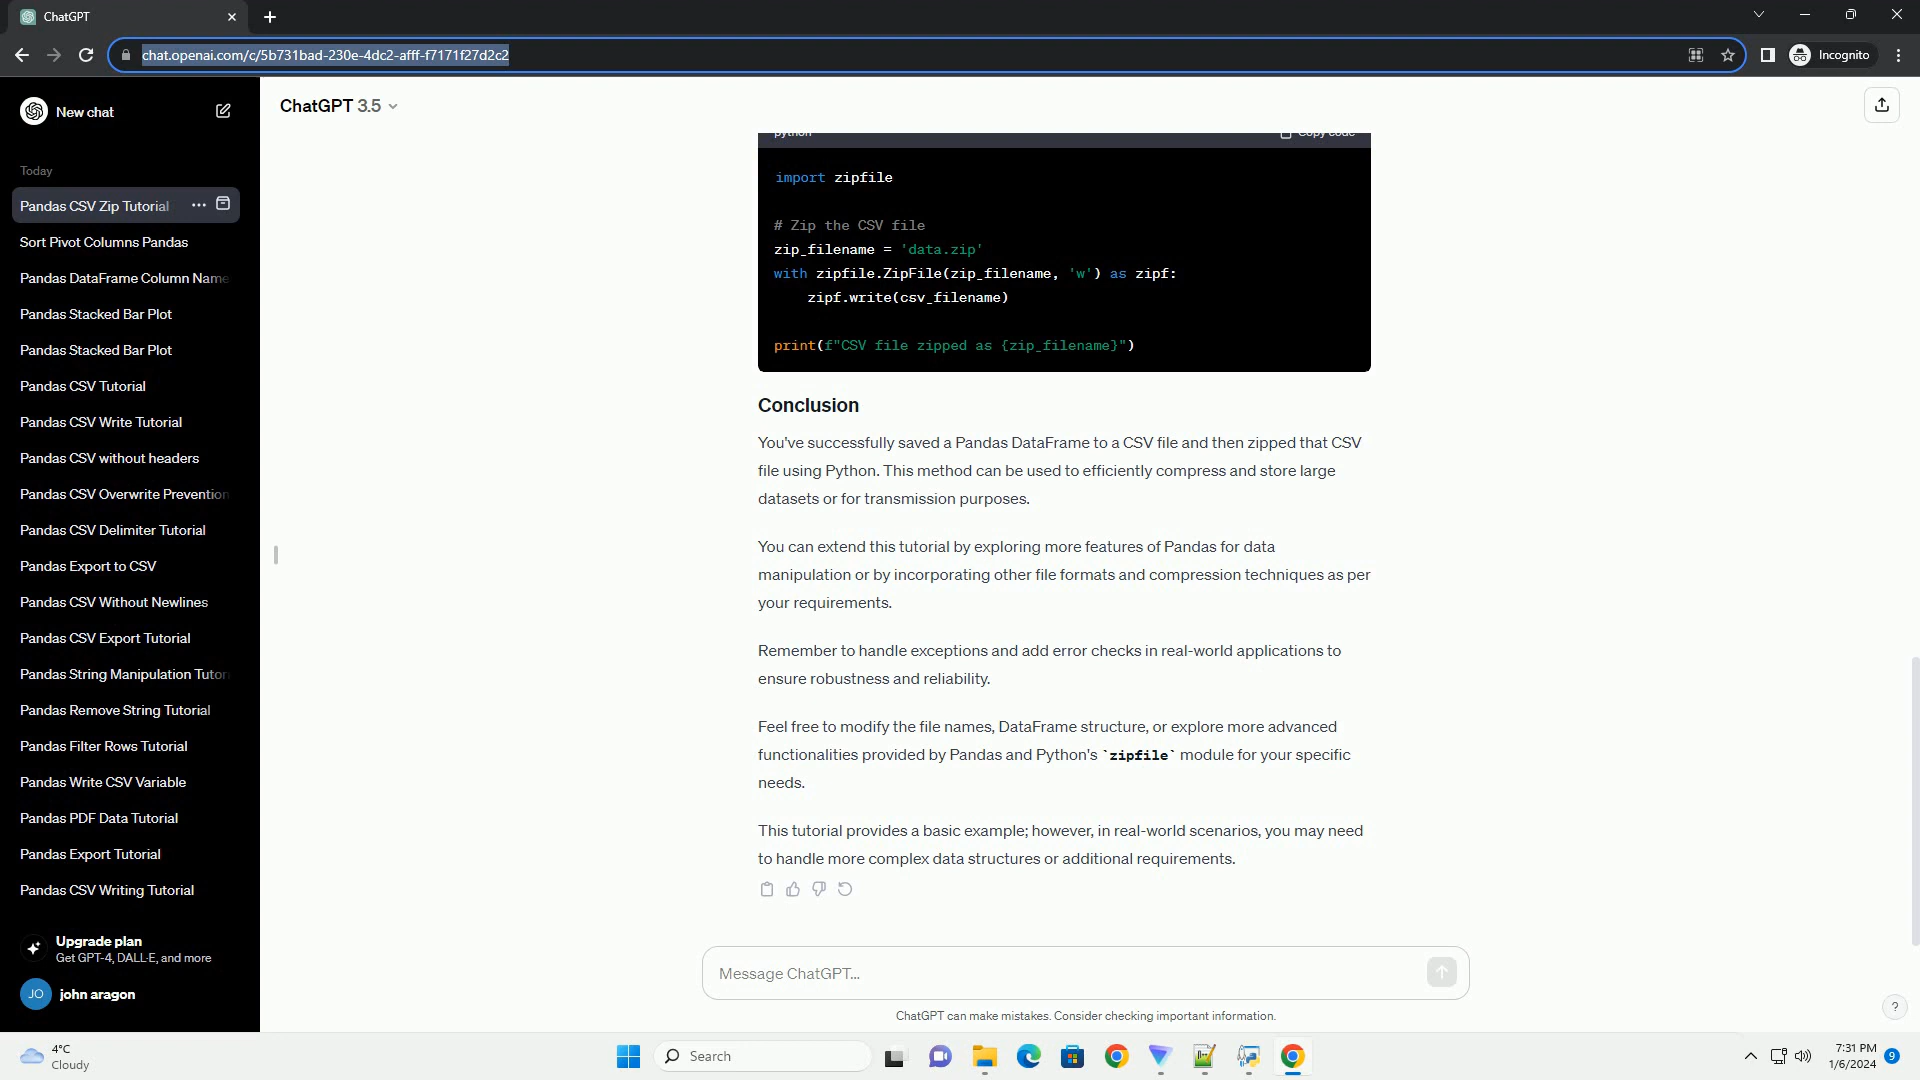 ChatGPT
chat.openai.com/c/5b731bad-230e-4dc2-afff-f7171f27d2c2
Incognito
New chat
Today
Pandas CSV Zip Tutorial
Sort Pivot Columns Pandas
Pandas DataFrame Column Name
Pandas Stacked Bar Plot
Pandas Stacked Bar Plot
Pandas CSV Tutorial
Pandas CSV Write Tutorial
Pandas CSV without headers
Pandas CSV Overwrite Prevention
Pandas CSV Delimiter Tutorial
Pandas Export to CSV
Pandas CSV Without Newlines
Pandas CSV Export Tutorial
Pandas String Manipulation Tutor
Pandas Remove String Tutorial
Pandas Filter Rows Tutorial
Pandas Write CSV Variable
Pandas PDF Data Tutorial
Pandas Export Tutorial
Pandas CSV Writing Tutorial
Upgrade plan
Get GPT-4, DALL·E, and more
JO john aragon
ChatGPT 3.5
python Copy code
import zipfile
# Zip the CSV file
zip_filename = 'data.zip'
with zipfile.ZipFile(zip_filename, 'w') as zipf:
zipf.write(csv_filename)
print(f"CSV file zipped as {zip_filename}")
Conclusion
You've successfully saved a Pandas DataFrame to a CSV file and then zipped that CSV
file using Python. This method can be used to efficiently compress and store large
datasets or for transmission purposes.
You can extend this tutorial by exploring more features of Pandas for data
manipulation or by incorporating other file formats and compression techniques as per
your requirements.
Remember to handle exceptions and add error checks in real-world applications to
ensure robustness and reliability.
Feel free to modify the file names, DataFrame structure, or explore more advanced
functionalities provided by Pandas and Python's `zipfile` module for your specific
needs.
This tutorial provides a basic example; however, in real-world scenarios, you may need
to handle more complex data structures or additional requirements.
Message ChatGPT...
ChatGPT can make mistakes. Consider checking important information.
?
4°C
Cloudy
Search
7:31 PM
1/6/2024
9